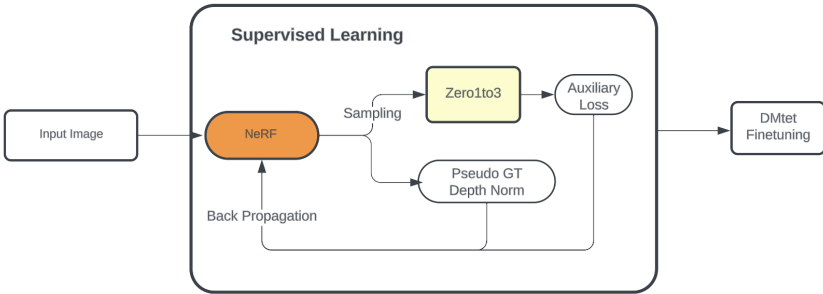 Supervised Learning
Input Image
NeRF
Sampling
Zero1to3
Auxiliary
Loss
Pseudo GT
Depth Norm
Back Propagation
DMtet
Finetuning